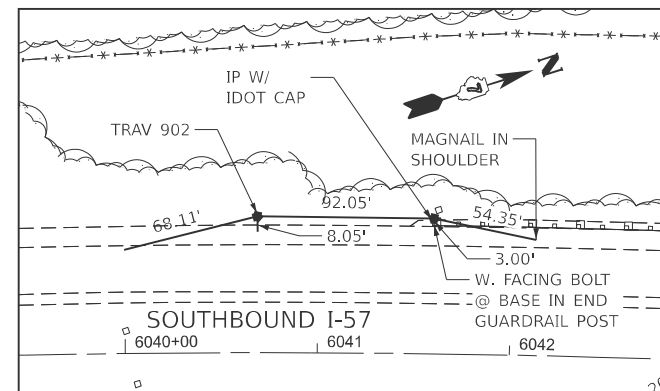 IP W/
IDOT CAP
N
TRAV 902
MAGNAIL IN
SHOULDER
92.05'
68.11'
54.35'
8.05'
3.00'
W. FACING BOLT
@ BASE IN END
GUARDRAIL POST
SOUTHBOUND I-57
6040+00
6041
6042